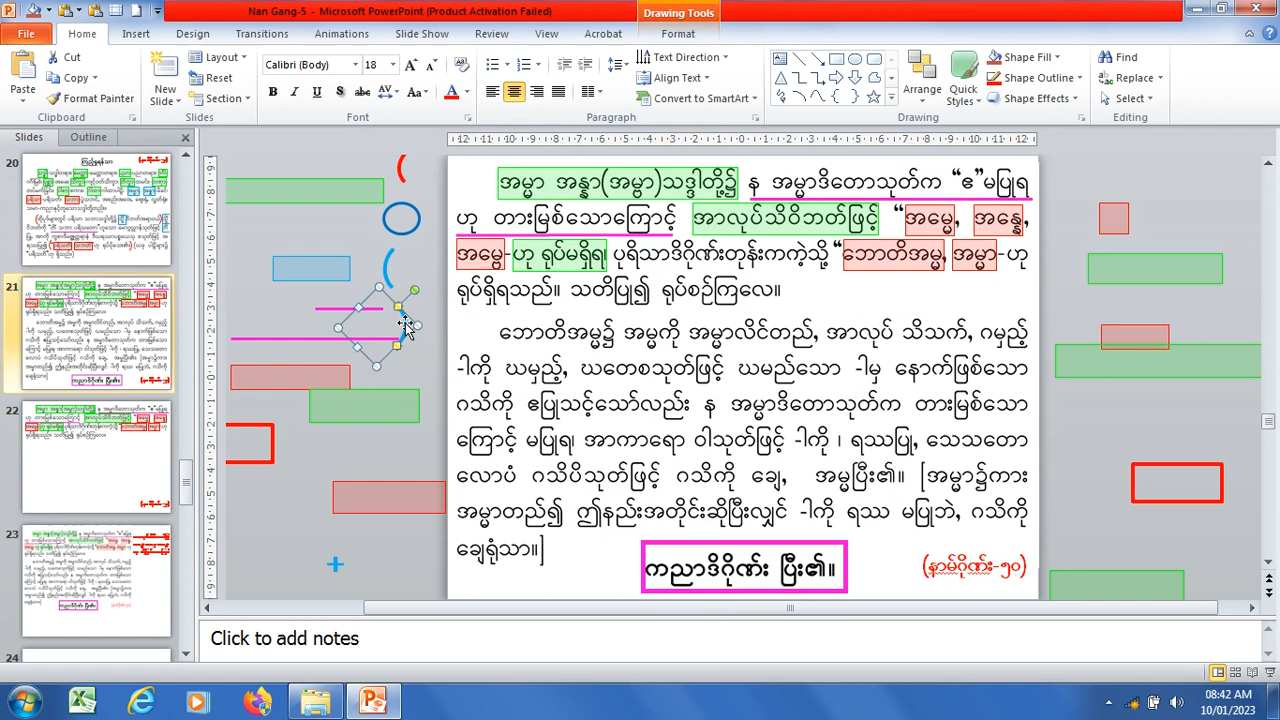 Nan Gang-5 - Microsoft PowerPoint (Product Activation Failed)
Drawing Tools
File Home Insert Design Transitions Animations Slide Show Review View Acrobat Format
Cut
Copy
Format Painter
Paste
Clipboard
New Slide
Layout
Reset
Section
Slides
Calibri (Body) 18
Font
Paragraph
Text Direction
Align Text
Convert to SmartArt
Arrange
Quick Styles
Shape Fill
Shape Outline
Shape Effects
Drawing
Find
Replace
Select
Editing
Slides Outline
20
21
22
23
24
အမ္မာ အန္နာ(အမ္ဗာ)သဒ္ဒါတို့၌ န အမ္မာဒိတောသုတ်က “ဧ”မပြုရ
ဟု တားမြစ်သောကြောင့် အာလုပ်သိဝိဘတ်ဖြင့် “အမ္မေ, အန္နေ,
အမ္ဗေ-ဟု ရုပ်မရှိရ၊ ပုရိသာဒိဂိုဏ်းတုန်းကကဲ့သို့ “ဘောတိအမ္မ, အမ္မာ-ဟု
ရုပ်ရှိရသည်။ သတိပြု၍ ရုပ်စဉ်ကြလေ။
ဘောတိအမ္မ၌ အမ္မကို အမ္မာလိင်တည်, အာလုပ် သိသက်, ဂမှည့်
-ါကို ဃမှည့်, ဃတေစသုတ်ဖြင့် ဃမည်သော -ါမှ နောက်ဖြစ်သော
ဂသိကို ဧပြုသင့်သော်လည်း န အမ္မာဒိတောသုတ်က တားမြစ်သော
ကြောင့် မပြုရ၊ အာကာရော ဝါသုတ်ဖြင့် -ါကို ၊ ရဿပြု, သေသတော
လောပံ ဂသိပိသုတ်ဖြင့် ဂသိကို ချေ, အမ္မပြီး၏။ [အမ္မာ၌ကား
အမ္မာတည်၍ ဤနည်းအတိုင်းဆိုပြီးလျှင် -ါကို ရဿ မပြုဘဲ, ဂသိကို
ချေရုံသာ။]
ကညာဒိဂိုဏ်း ပြီး၏။
(နာမ်ဂိုဏ်း-၅၀)
Click to add notes
08:42 AM
10/01/2023